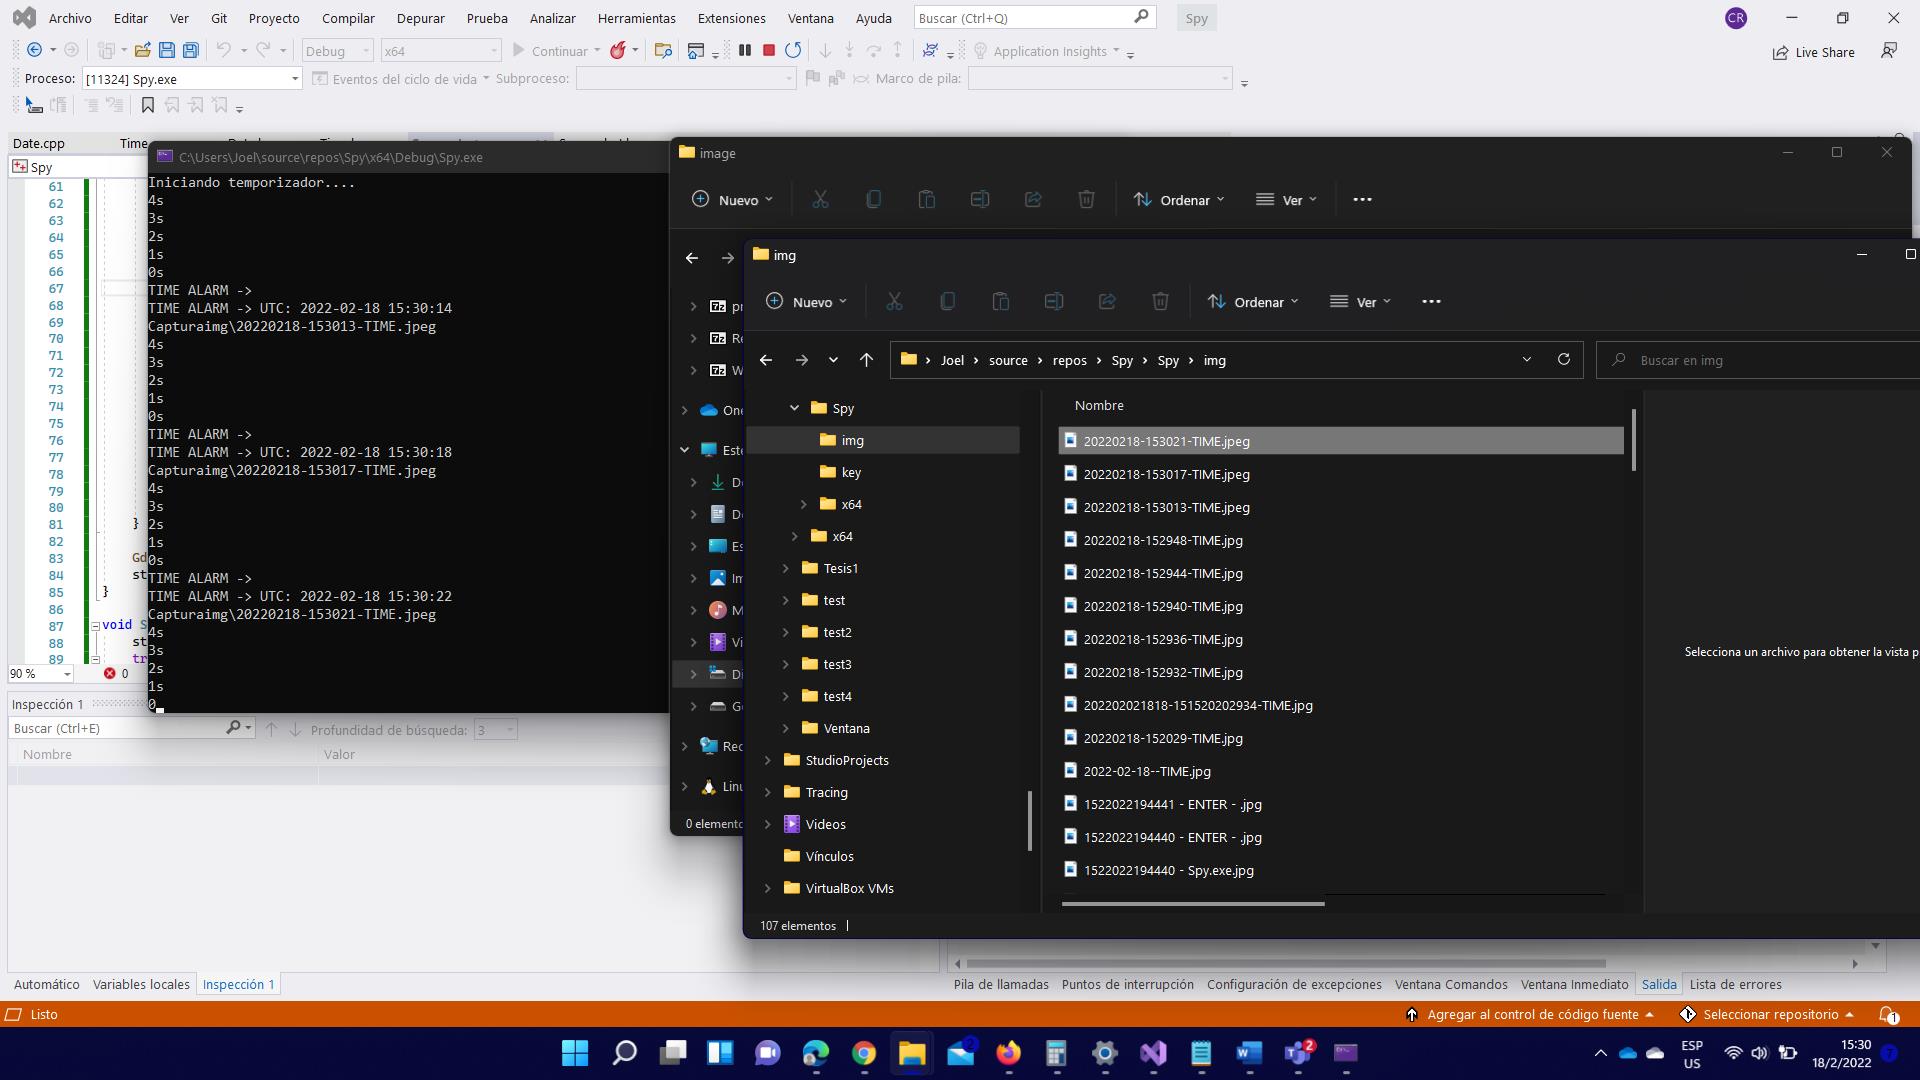 Archivo Editar Ver Git Proyecto Compilar Depurar Prueba Analizar Herramientas Extensiones Ventana Ayuda Buscar (Ctrl+Q) Spy CR
Debug x64 Continuar Application Insights Live Share
Proceso: [11324] Spy.exe Eventos del ciclo de vida Subproceso: Marco de pila:
Date.cpp Time
Spy
61
62
63
64
65
66
67
68
69
70
71
72
73
74
75
76
77
78
79
80
81 }
82
83 Gd
84 st
85 }
86
87 void S
88 st
89 tr
90 % 0
C:\Users\Joel\source\repos\Spy\x64\Debug\Spy.exe
Iniciando temporizador....
4s
3s
2s
1s
0s
TIME ALARM ->
TIME ALARM -> UTC: 2022-02-18 15:30:14
Capturaimg\20220218-153013-TIME.jpeg
4s
3s
2s
1s
0s
TIME ALARM ->
TIME ALARM -> UTC: 2022-02-18 15:30:18
Capturaimg\20220218-153017-TIME.jpeg
4s
3s
2s
1s
0s
TIME ALARM ->
TIME ALARM -> UTC: 2022-02-18 15:30:22
Capturaimg\20220218-153021-TIME.jpeg
4s
3s
2s
1s
0
image
Nuevo Ordenar Ver
pr
Re
W
One
Este
D
D
Es
Im
M
Vi
Di
G
Rec
Linu
0 elemento
img
Nuevo Ordenar Ver
Joel source repos Spy Spy img Buscar en img
Spy
img
key
x64
x64
Tesis1
test
test2
test3
test4
Ventana
StudioProjects
Tracing
Videos
Vínculos
VirtualBox VMs
Nombre
20220218-153021-TIME.jpeg
20220218-153017-TIME.jpeg
20220218-153013-TIME.jpeg
20220218-152948-TIME.jpg
20220218-152944-TIME.jpg
20220218-152940-TIME.jpg
20220218-152936-TIME.jpg
20220218-152932-TIME.jpg
202202021818-151520202934-TIME.jpg
20220218-152029-TIME.jpg
2022-02-18--TIME.jpg
1522022194441 - ENTER - .jpg
1522022194440 - ENTER - .jpg
1522022194440 - Spy.exe.jpg
Selecciona un archivo para obtener la vista p
107 elementos
Inspección 1
Buscar (Ctrl+E) Profundidad de búsqueda: 3
Nombre Valor
Automático Variables locales Inspección 1
Pila de llamadas Puntos de interrupción Configuración de excepciones Ventana Comandos Ventana Inmediato Salida Lista de errores
Listo Agregar al control de código fuente Seleccionar repositorio 1
2 2 ESP US 15:30 18/2/2022 7